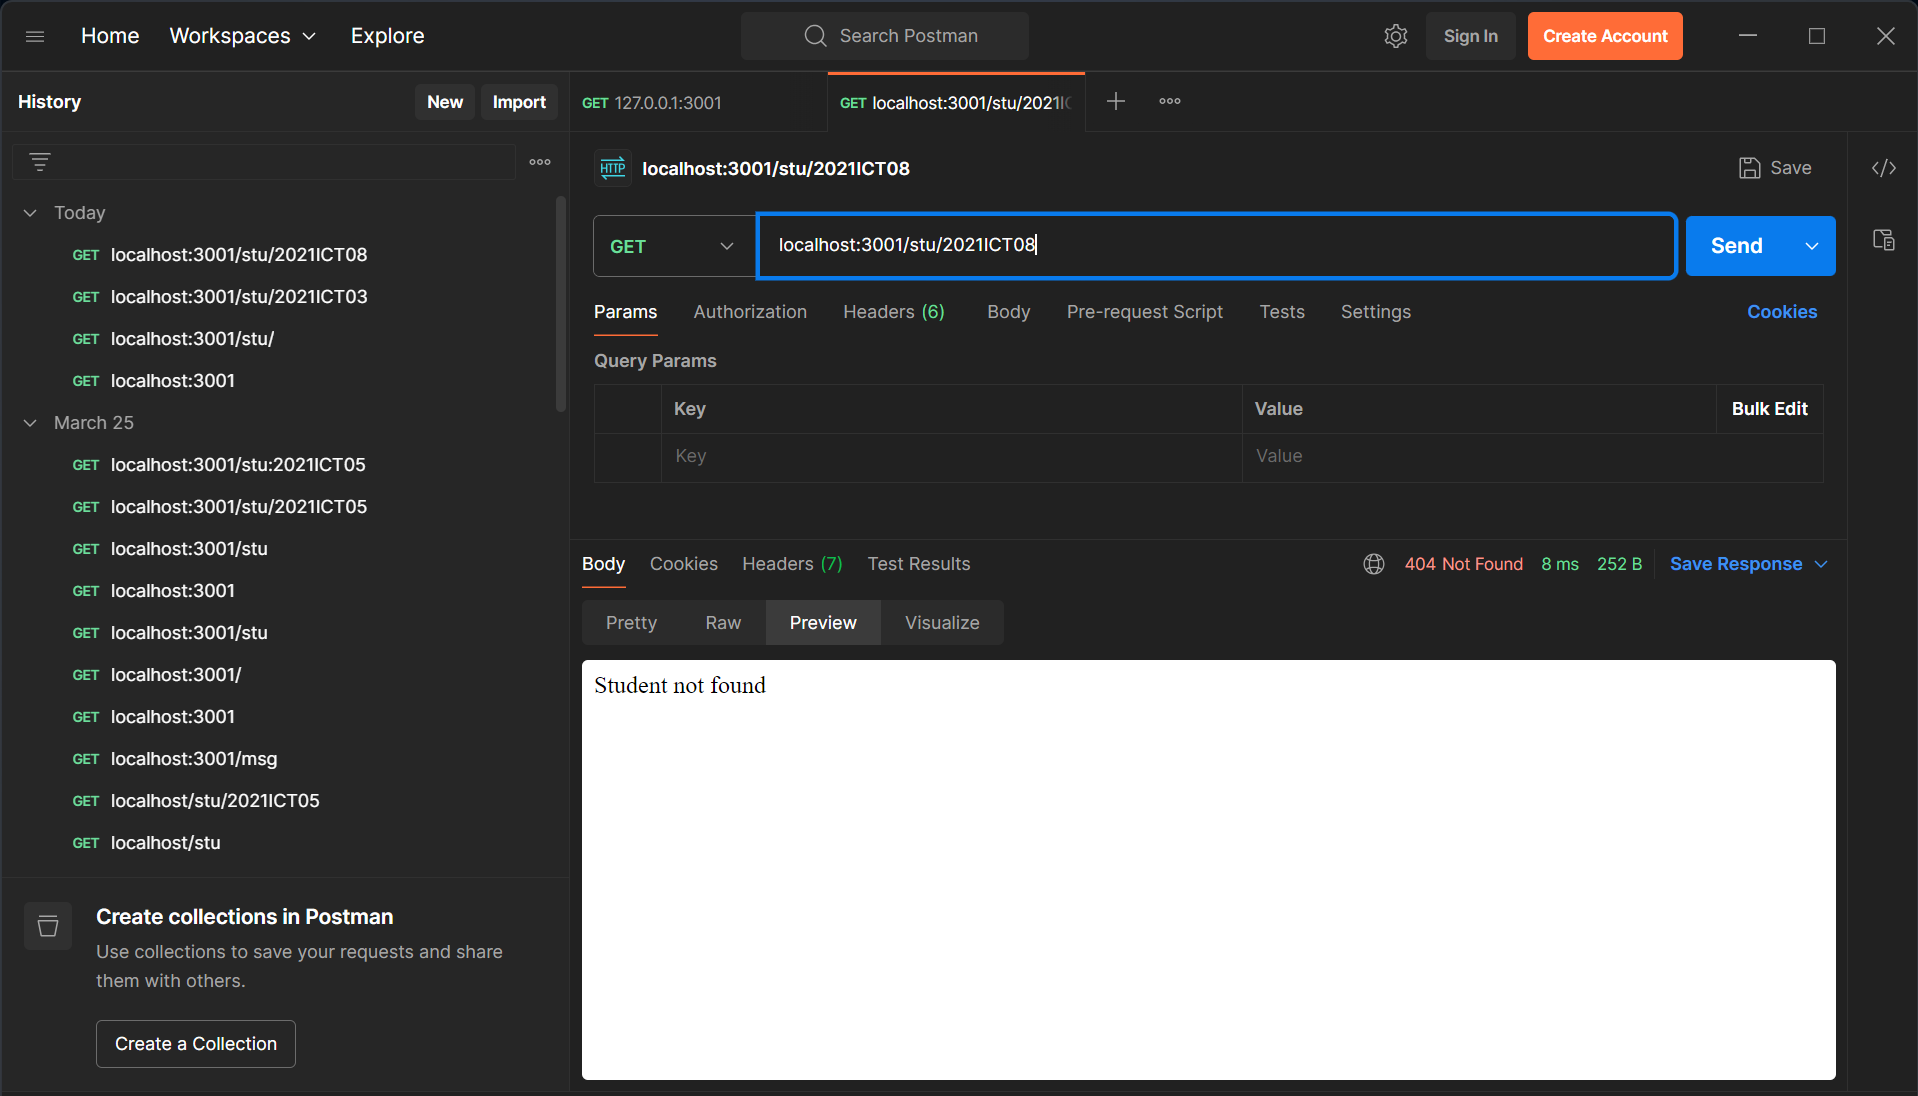 Home Workspaces Explore Search Postman Sign In Create Account
History New Import
GET 127.0.0.1:3001 GET localhost:3001/stu/2021IC
HTTP localhost:3001/stu/2021ICT08 Save
GET localhost:3001/stu/2021ICT08 Send
Params Authorization Headers (6) Body Pre-request Script Tests Settings Cookies
Query Params
Key Value Bulk Edit
Key Value
Today
GET localhost:3001/stu/2021ICT08
GET localhost:3001/stu/2021ICT03
GET localhost:3001/stu/
GET localhost:3001
March 25
GET localhost:3001/stu:2021ICT05
GET localhost:3001/stu/2021ICT05
GET localhost:3001/stu
GET localhost:3001
GET localhost:3001/stu
GET localhost:3001/
GET localhost:3001
GET localhost:3001/msg
GET localhost/stu/2021ICT05
GET localhost/stu
Create collections in Postman
Use collections to save your requests and share
them with others.
Create a Collection
Body Cookies Headers (7) Test Results 404 Not Found 8 ms 252 B Save Response
Pretty Raw Preview Visualize
Student not found